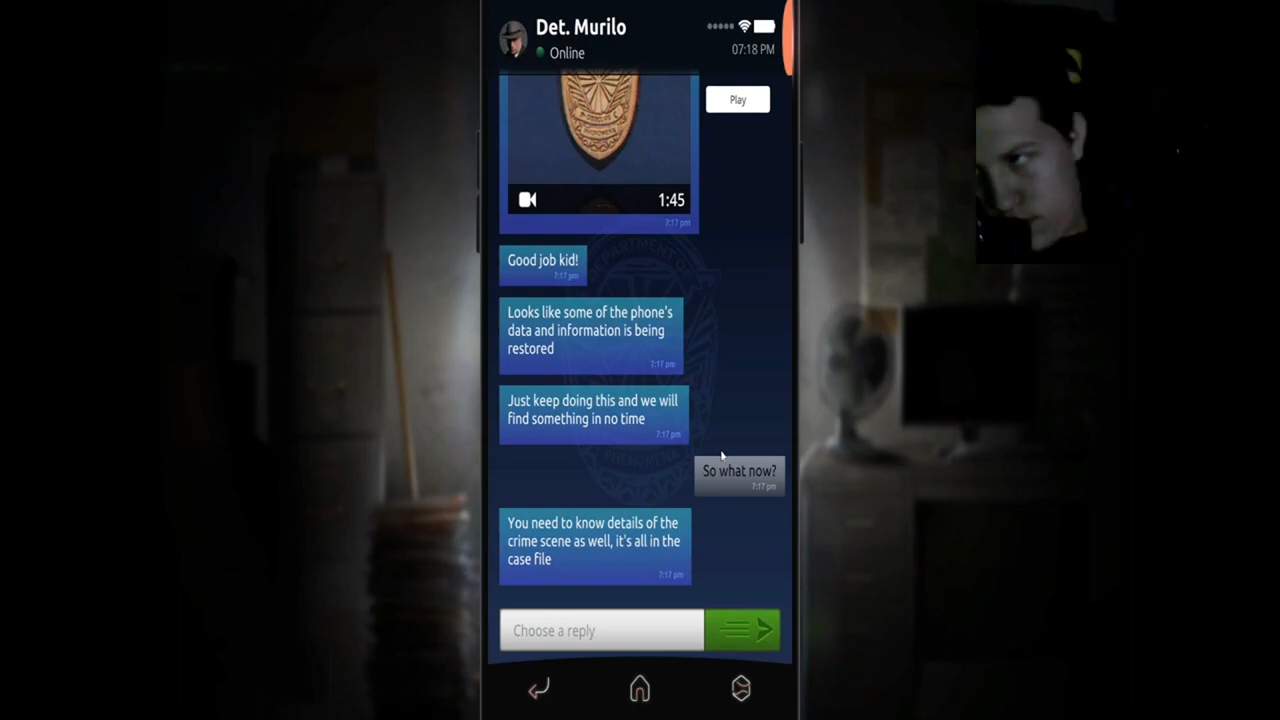 Det. Murilo
Online
07:18 PM
Play
1:45
7:17 pm
Good job kid!
7:17 pm
Looks like some of the phone's
data and information is being
restored
7:17 pm
Just keep doing this and we will
find something in no time
7:17 pm
So what now?
7:17 pm
You need to know details of the
crime scene as well, it's all in the
case file
7:17 pm
Choose a reply